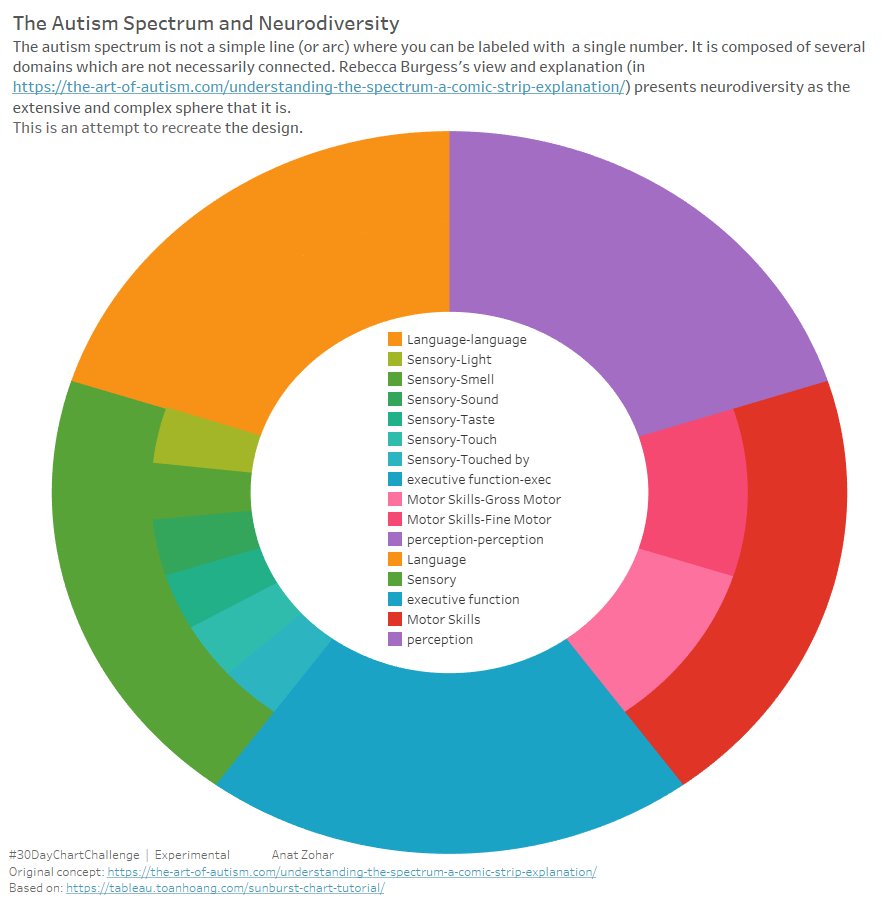 The Autism Spectrum and Neurodiversity
The autism spectrum is not a simple line (or arc) where you can be labeled with a single number. It is composed of several
domains which are not necessarily connected. Rebecca Burgess's view and explanation (in
https://the-art-of-autism.com/understanding-the-spectrum-a-comic-strip-explanation/) presents neurodiversity as the
extensive and complex sphere that it is.
This is an attempt to recreate the design.
Language-language
Sensory-Light
Sensory-Smell
Sensory-Sound
Sensory-Taste
Sensory-Touch
Sensory-Touched by
executive function-exec
Motor Skills-Gross Motor
Motor Skills-Fine Motor
perception-perception
Language
Sensory
executive function
Motor Skills
perception
#30DayChartChallenge | Experimental Anat Zohar
Original concept: https://the-art-of-autism.com/understanding-the-spectrum-a-comic-strip-explanation/
Based on: https://tableau.toanhoang.com/sunburst-chart-tutorial/